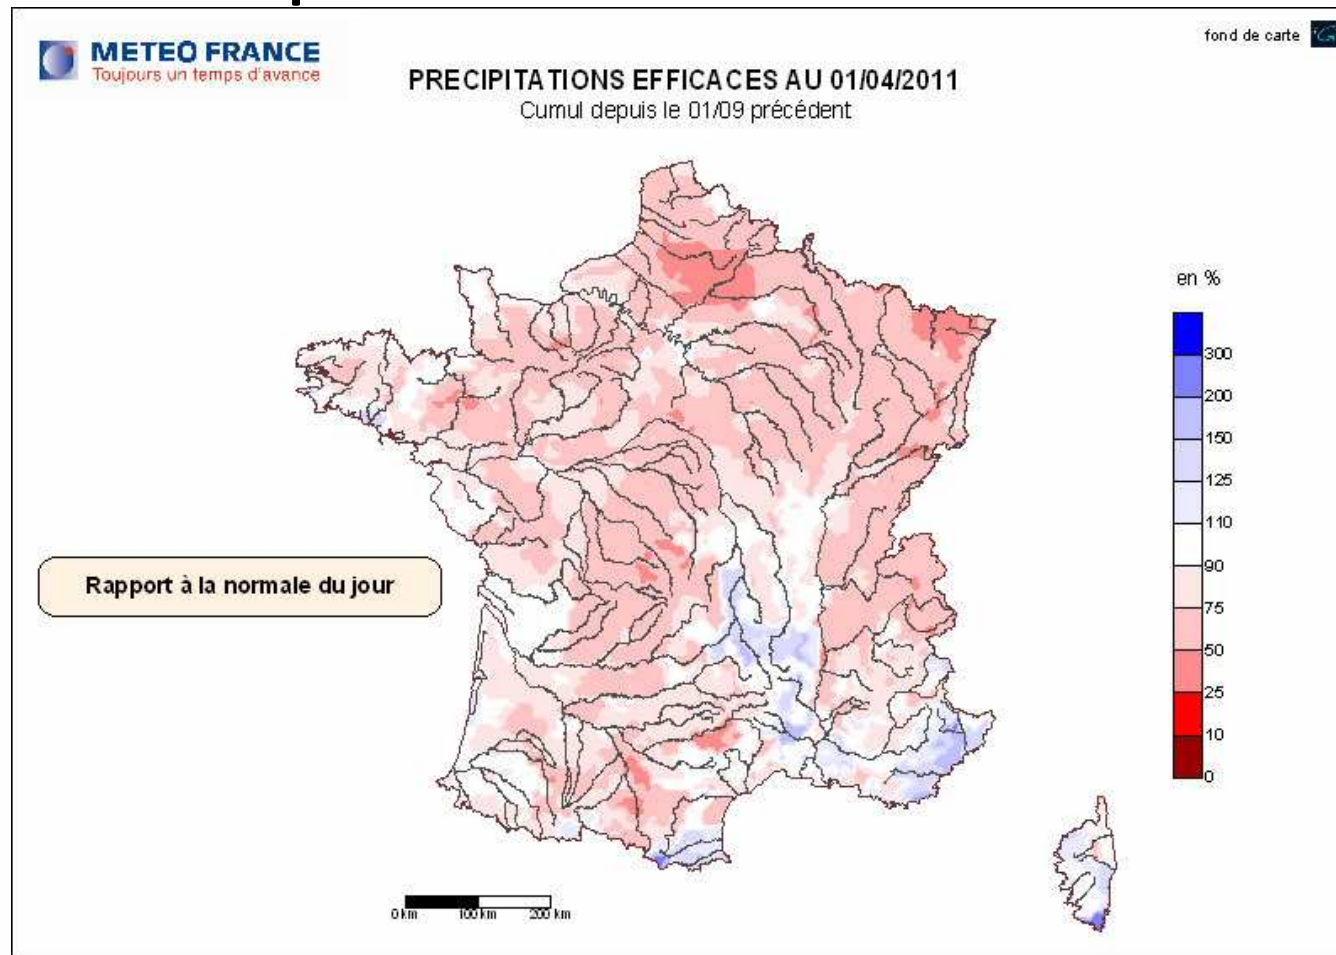 METEO FRANCE
Toujours un temps d'avance
fond de carte
PRECIPITATIONS EFFICACES AU 01/04/2011
Cumul depuis le 01/09 précédent
en %
300
200
150
125
110
90
75
50
25
10
0
Rapport à la normale du jour
0 km 100 km 200 km